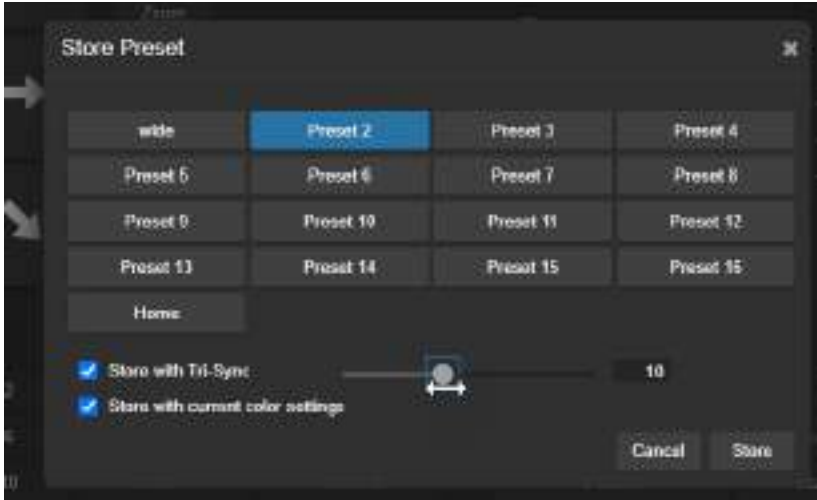 Zoom
Store Preset
wide Preset 2 Preset 3 Preset 4
Preset 5 Preset 6 Preset 7 Preset 8
Preset 9 Preset 10 Preset 11 Preset 12
Preset 13 Preset 14 Preset 15 Preset 16
Home
Store with Tri-Sync 10
Store with current color settings
Cancel Store